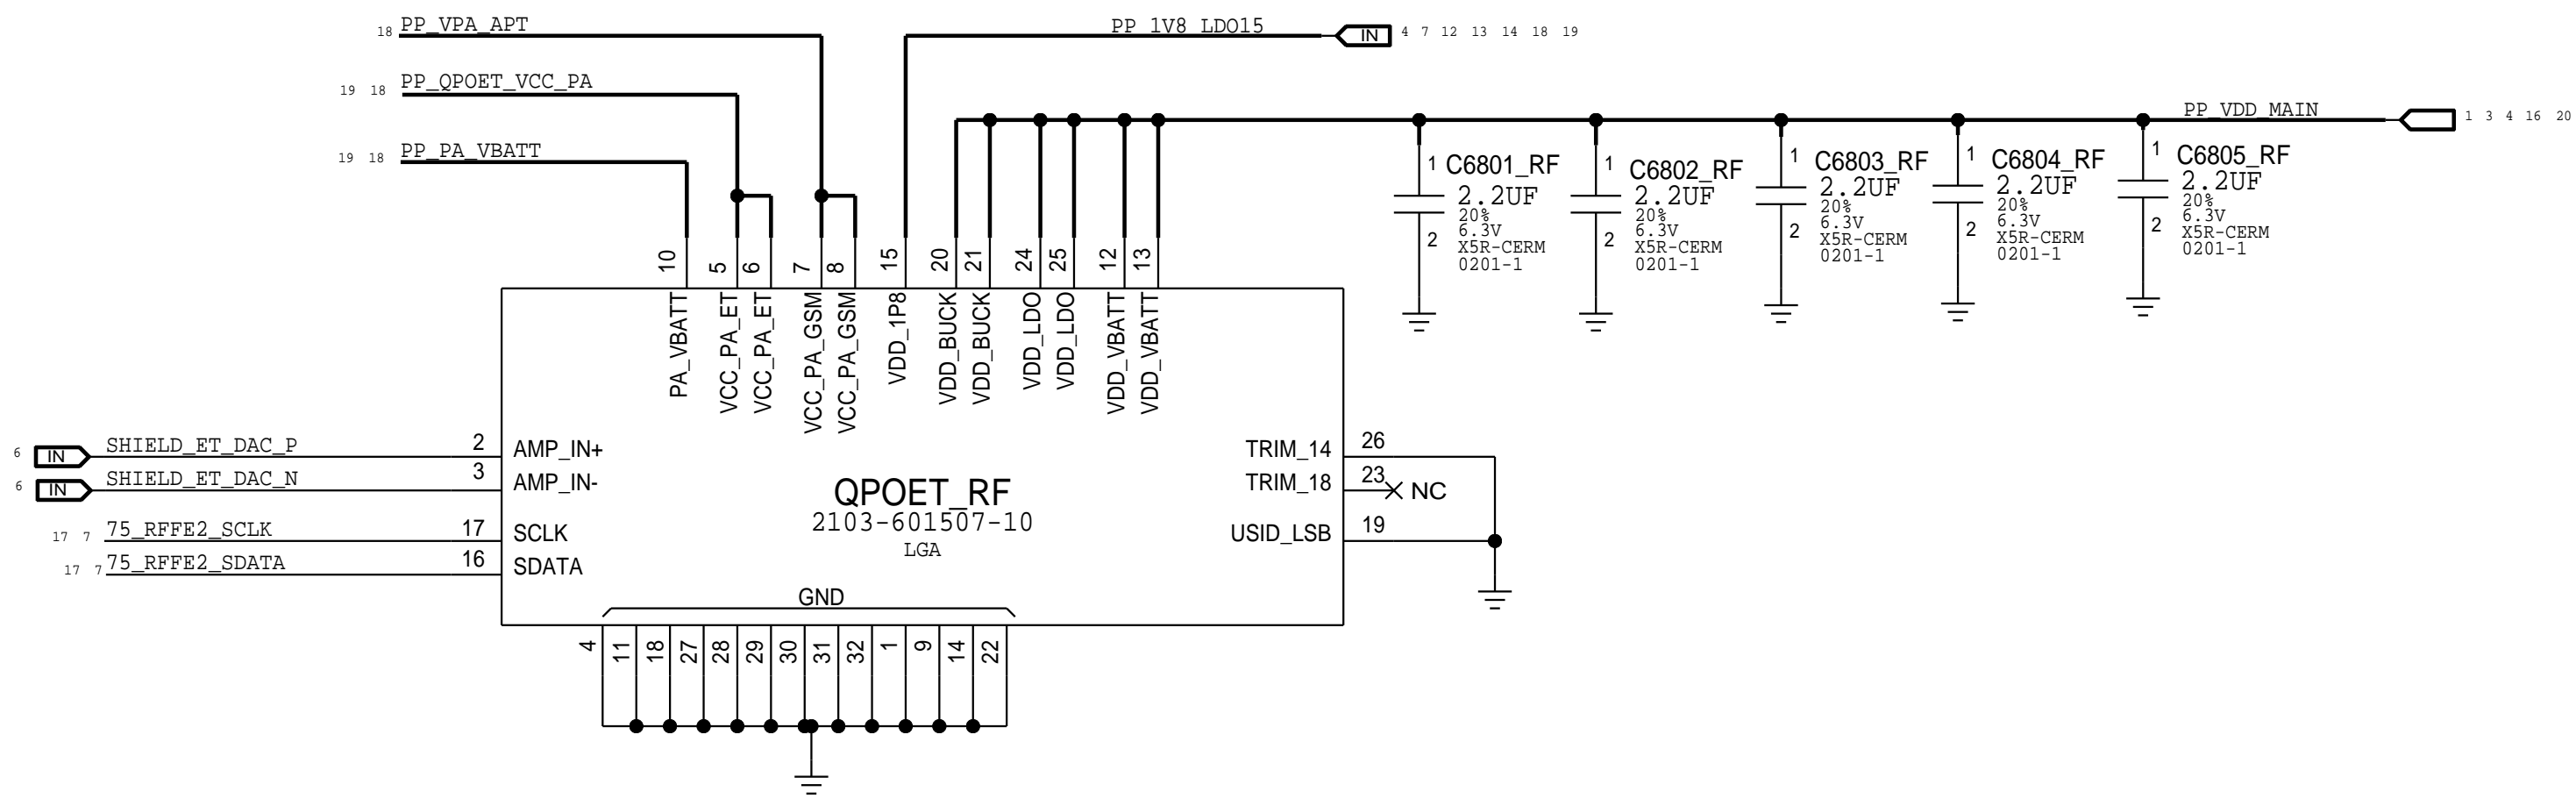 18 PP_VPA_APT
PP_1V8_LDO15 IN 4 7 12 13 14 18 19
19 18 PP_QPOET_VCC_PA
PP_VDD_MAIN 1 3 4 16 20
19 18 PP_PA_VBATT
1 C6801_RF
2.2UF
20%
6.3V
X5R-CERM
0201-1
2
1 C6802_RF
2.2UF
20%
6.3V
X5R-CERM
0201-1
2
1 C6803_RF
2.2UF
20%
6.3V
X5R-CERM
0201-1
2
1 C6804_RF
2.2UF
20%
6.3V
X5R-CERM
0201-1
2
1 C6805_RF
2.2UF
20%
6.3V
X5R-CERM
0201-1
2
10 5 6 7 8 15 20 21 24 25 12 13
PA_VBATT
VCC_PA_ET
VCC_PA_ET
VCC_PA_GSM
VCC_PA_GSM
VDD_1P8
VDD_BUCK
VDD_BUCK
VDD_LDO
VDD_LDO
VDD_VBATT
VDD_VBATT
6 IN SHIELD_ET_DAC_P 2 AMP_IN+
6 IN SHIELD_ET_DAC_N 3 AMP_IN-
17 7 75_RFFE2_SCLK 17 SCLK
17 7 75_RFFE2_SDATA 16 SDATA
QPOET_RF
2103-601507-10
LGA
TRIM_14 26
TRIM_18 23 NC
USID_LSB 19
GND
4 11 18 27 28 29 30 31 32 1 9 14 22